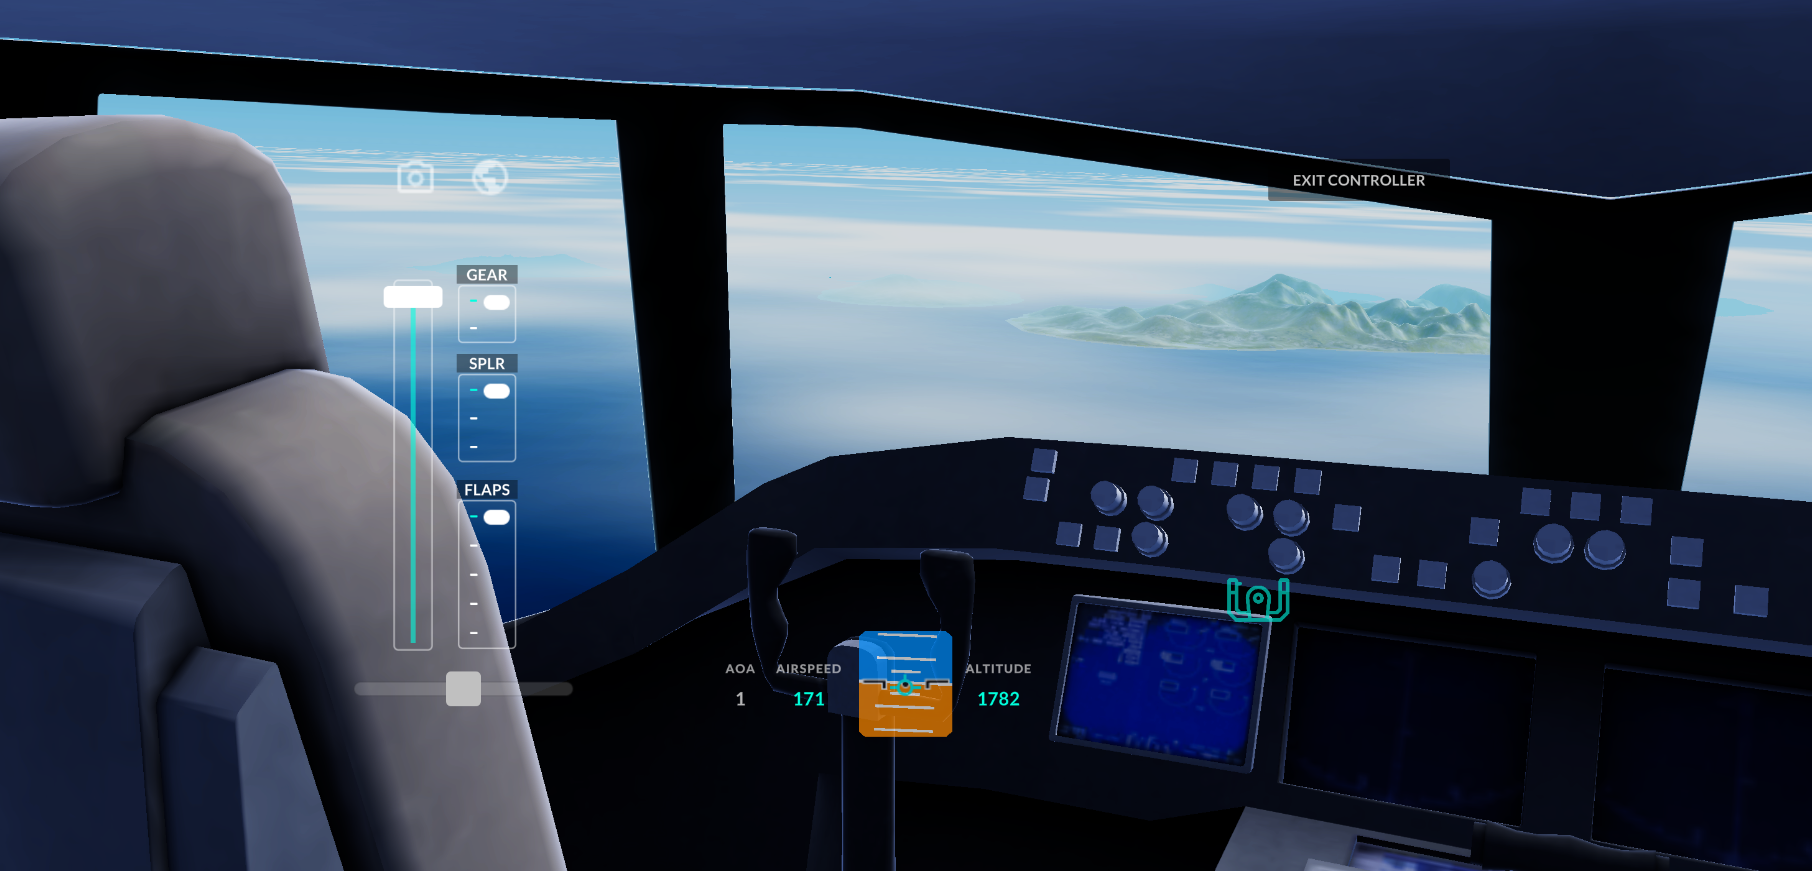 EXIT CONTROLLER
GEAR
SPLR
FLAPS
AOA AIRSPEED ALTITUDE
1 171 1782